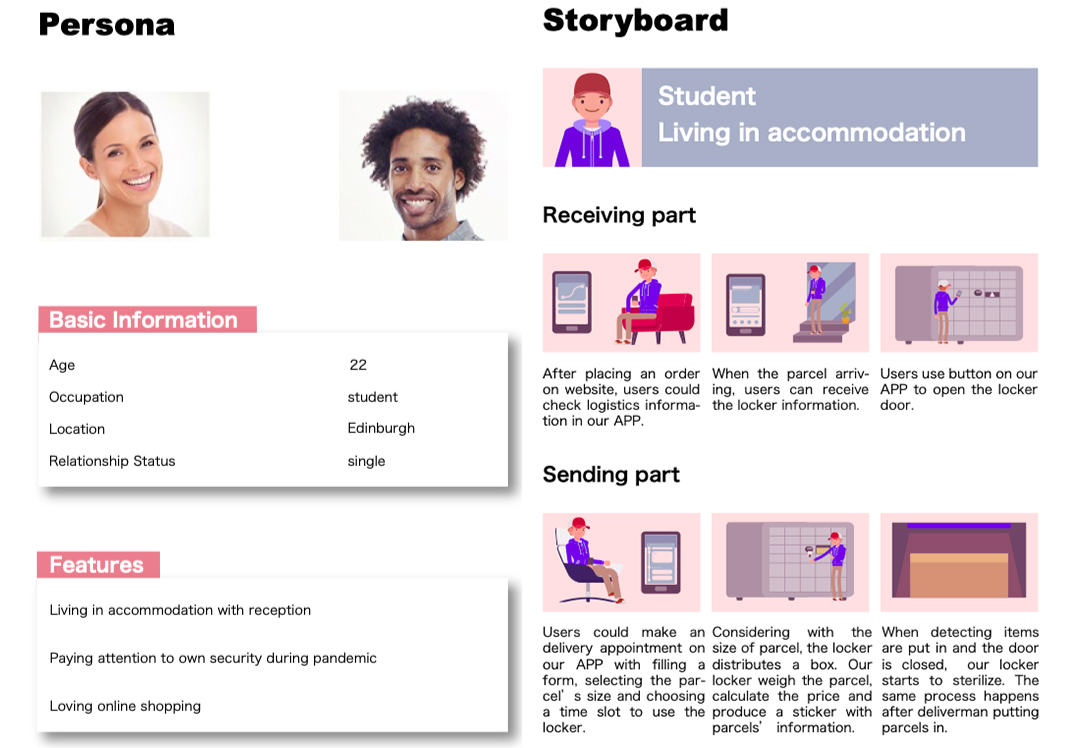 Persona
Basic Information
Age 22
Occupation student
Location Edinburgh
Relationship Status single
Features
Living in accommodation with reception
Paying attention to own security during pandemic
Loving online shopping
Storyboard
Student
Living in accommodation
Receiving part
After placing an order
on website, users could
check logistics informa-
tion in our APP.
When the parcel arriv-
ing, users can receive
the locker information.
Users use button on our
APP to open the locker
door.
Sending part
Users could make an
delivery appointment on
our APP with filling a
form, selecting the par-
cel’ s size and choosing
a time slot to use the
locker.
Considering with the
size of parcel, the locker
distributes a box. Our
locker weigh the parcel,
calculate the price and
produce a sticker with
parcels’ information.
When detecting items
are put in and the door
is closed, our locker
starts to sterilize. The
same process happens
after deliverman putting
parcels in.